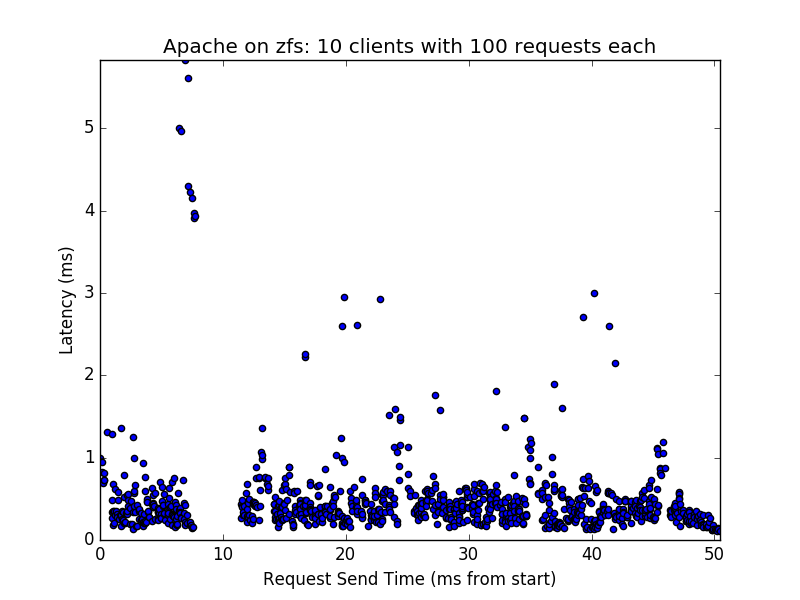 Apache on zfs: 10 clients with 100 requests each
5
4
3
2
1
0
Latency (ms)
0 10 20 30 40 50
Request Send Time (ms from start)